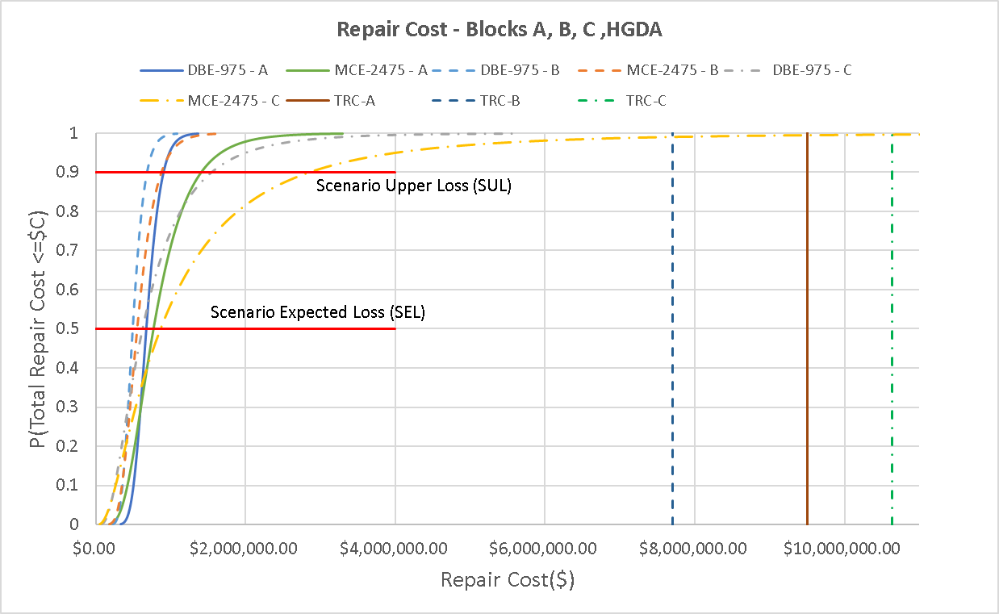 Repair Cost - Blocks A, B, C ,HGDA
DBE-975 - A MCE-2475 - A DBE-975 - B MCE-2475 - B DBE-975 - C
MCE-2475 - C TRC-A TRC-B TRC-C
1
0.9
Scenario Upper Loss (SUL)
0.8
0.7
0.6
Scenario Expected Loss (SEL)
0.5
0.4
0.3
0.2
0.1
0
P(Total Repair Cost <=$C)
$0.00 $2,000,000.00 $4,000,000.00 $6,000,000.00 $8,000,000.00 $10,000,000.00
Repair Cost($)